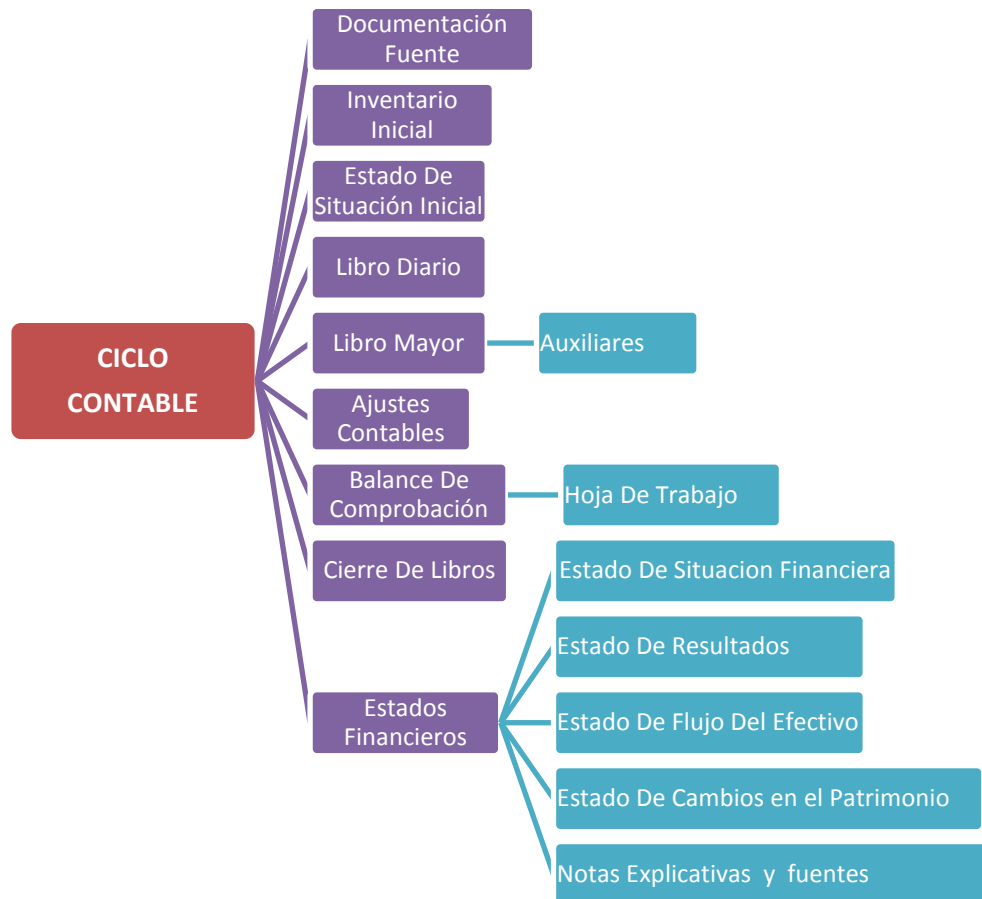 Documentación
Fuente
Inventario
Inicial
Estado De
Situación Inicial
Libro Diario
CICLO
CONTABLE
Libro Mayor
Auxiliares
Ajustes
Contables
Balance De
Comprobación
Hoja De Trabajo
Cierre De Libros
Estado De Situacion Financiera
Estado De Resultados
Estados
Financieros
Estado De Flujo Del Efectivo
Estado De Cambios en el Patrimonio
Notas Explicativas y fuentes